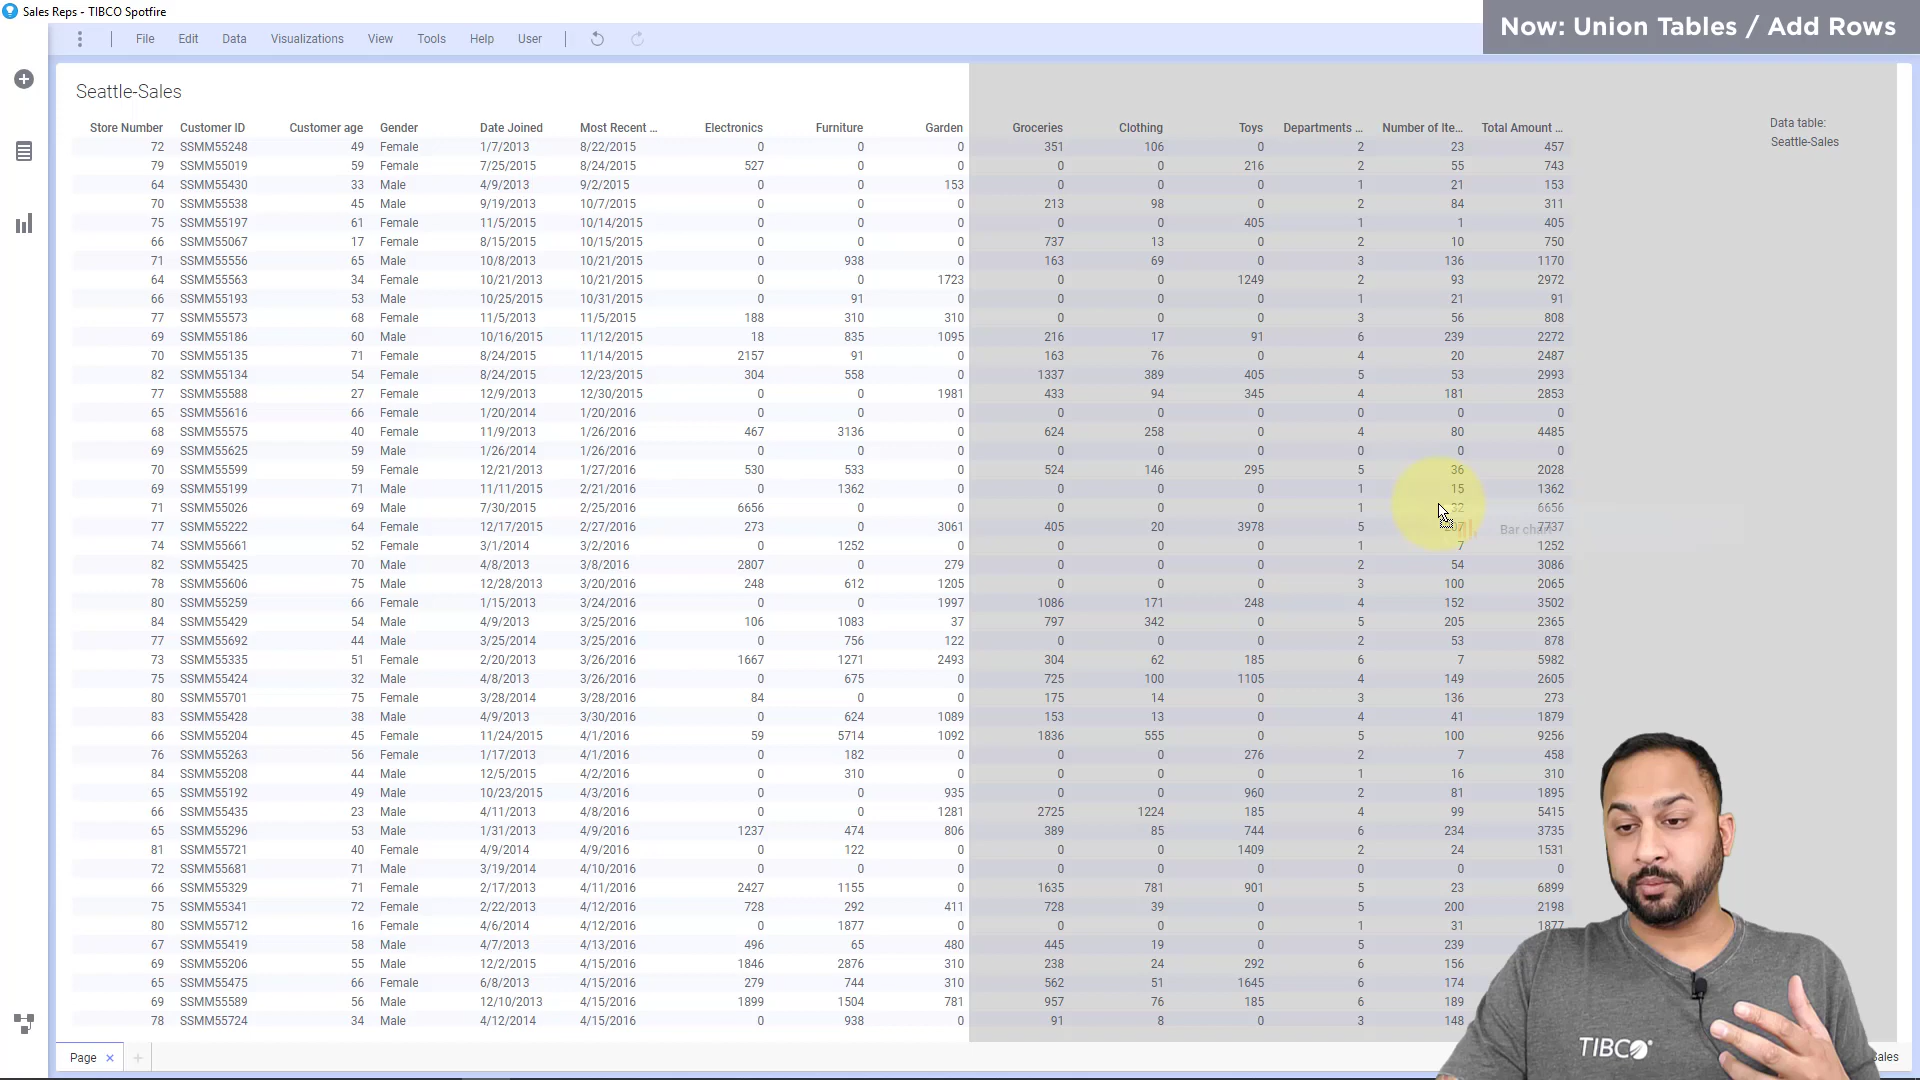 Sales Reps - TIBCO Spotfire
Now: Union Tables / Add Rows
File Edit Data Visualizations View Tools Help User
Seattle-Sales
Data table:
Seattle-Sales
Store Number Customer ID Customer age Gender Date Joined Most Recent ... Electronics Furniture Garden Groceries Clothing Toys Departments ... Number of Ite... Total Amount ...
72 SSMM55248 49 Female 1/7/2013 8/22/2015 0 0 0 351 106 0 2 23 457
79 SSMM55019 59 Female 7/25/2015 8/24/2015 527 0 0 0 0 216 2 55 743
64 SSMM55430 33 Male 4/9/2013 9/2/2015 0 0 153 0 0 0 1 21 153
70 SSMM55538 45 Male 9/19/2013 10/7/2015 0 0 0 213 98 0 2 84 311
75 SSMM55197 61 Female 11/5/2015 10/14/2015 0 0 0 0 0 405 1 1 405
66 SSMM55067 17 Female 8/15/2015 10/15/2015 0 0 0 737 13 0 2 10 750
71 SSMM55556 65 Male 10/8/2013 10/21/2015 0 938 0 163 69 0 3 136 1170
64 SSMM55563 34 Female 10/21/2013 10/21/2015 0 0 1723 0 0 1249 2 93 2972
66 SSMM55193 53 Male 10/25/2015 10/31/2015 0 91 0 0 0 0 1 21 91
77 SSMM55573 68 Female 11/5/2013 11/5/2015 188 310 310 0 0 0 3 56 808
69 SSMM55186 60 Male 10/16/2015 11/12/2015 18 835 1095 216 17 91 6 239 2272
70 SSMM55135 71 Female 8/24/2015 11/14/2015 2157 91 0 163 76 0 4 20 2487
82 SSMM55134 54 Female 8/24/2015 12/23/2015 304 558 0 1337 389 405 5 53 2993
77 SSMM55588 27 Female 12/9/2013 12/30/2015 0 0 1981 433 94 345 4 181 2853
65 SSMM55616 66 Female 1/20/2014 1/20/2016 0 0 0 0 0 0 0 0 0
68 SSMM55575 40 Female 11/9/2013 1/26/2016 467 3136 0 624 258 0 4 80 4485
69 SSMM55625 59 Male 1/26/2014 1/26/2016 0 0 0 0 0 0 0 0 0
70 SSMM55599 59 Female 12/21/2013 1/27/2016 530 533 0 524 146 295 5 36 2028
69 SSMM55199 71 Male 11/11/2015 2/21/2016 0 1362 0 0 0 0 1 15 1362
71 SSMM55026 69 Male 7/30/2015 2/25/2016 6656 0 0 0 0 0 1 6656
77 SSMM55222 64 Female 12/17/2015 2/27/2016 273 0 3061 405 20 3978 5 7737
Bar chart
74 SSMM55661 52 Female 3/1/2014 3/2/2016 0 1252 0 0 0 0 1 7 1252
82 SSMM55425 70 Male 4/8/2013 3/8/2016 2807 0 279 0 0 0 2 54 3086
78 SSMM55606 75 Male 12/28/2013 3/20/2016 248 612 1205 0 0 0 3 100 2065
80 SSMM55259 66 Female 1/15/2013 3/24/2016 0 0 1997 1086 171 248 4 152 3502
84 SSMM55429 54 Male 4/9/2013 3/25/2016 106 1083 37 797 342 0 5 205 2365
77 SSMM55692 44 Male 3/25/2014 3/25/2016 0 756 122 0 0 0 2 53 878
73 SSMM55335 51 Female 2/20/2013 3/26/2016 1667 1271 2493 304 62 185 6 7 5982
75 SSMM55424 32 Male 4/8/2013 3/26/2016 0 675 0 725 100 1105 4 149 2605
80 SSMM55701 75 Female 3/28/2014 3/28/2016 84 0 0 175 14 0 3 136 273
83 SSMM55428 38 Male 4/9/2013 3/30/2016 0 624 1089 153 13 0 4 41 1879
66 SSMM55204 45 Female 11/24/2015 4/1/2016 59 5714 1092 1836 555 0 5 100 9256
76 SSMM55263 56 Female 1/17/2013 4/1/2016 0 182 0 0 0 276 2 7 458
84 SSMM55208 44 Male 12/5/2015 4/2/2016 0 310 0 0 0 0 1 16 310
65 SSMM55192 49 Male 10/23/2015 4/3/2016 0 0 935 0 0 960 2 81 1895
66 SSMM55435 23 Male 4/11/2013 4/8/2016 0 0 1281 2725 1224 185 4 99 5415
65 SSMM55296 53 Male 1/31/2013 4/9/2016 1237 474 806 389 85 744 6 234 3735
81 SSMM55721 40 Female 4/9/2014 4/9/2016 0 122 0 0 0 1409 2 24 1531
72 SSMM55681 71 Male 3/19/2014 4/10/2016 0 0 0 0 0 0 0 0 0
66 SSMM55329 71 Female 2/17/2013 4/11/2016 2427 1155 0 1635 781 901 5 23 6899
75 SSMM55341 72 Female 2/22/2013 4/12/2016 728 292 411 728 39 0 5 200 2198
80 SSMM55712 16 Female 4/6/2014 4/12/2016 0 1877 0 0 0 0 1 31 1877
67 SSMM55419 58 Male 4/7/2013 4/13/2016 496 65 480 445 19 0 5 239
69 SSMM55206 55 Male 12/2/2015 4/15/2016 1846 2876 310 238 24 292 6 156
65 SSMM55475 66 Female 6/8/2013 4/15/2016 279 744 310 562 51 1645 6 174
69 SSMM55589 56 Male 12/10/2013 4/15/2016 1899 1504 781 957 76 185 6 189
78 SSMM55724 34 Male 4/12/2014 4/15/2016 0 938 0 91 8 0 3 148
TIBCO
Page
Sales